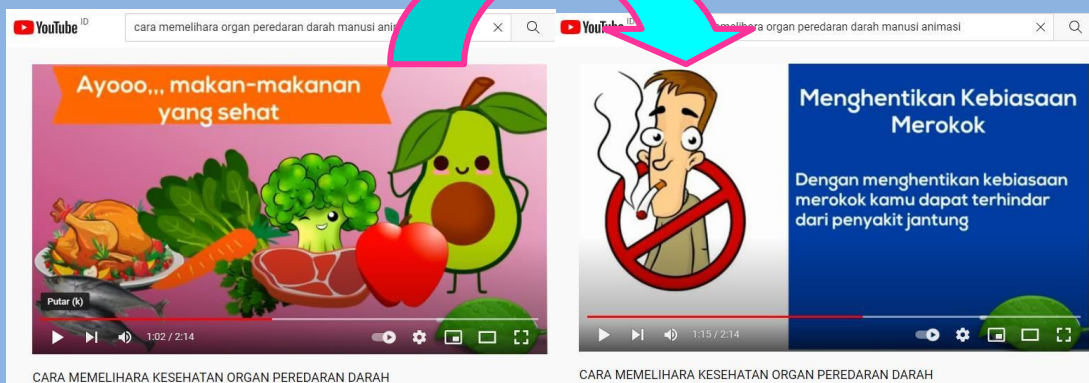 YouTube ID
cara memelihara organ peredaran darah manusi ani
Ayooo,,, makan-makanan
yang sehat
Putar (k)
1:02 / 2:14
CARA MEMELIHARA KESEHATAN ORGAN PEREDARAN DARAH
organ peredaran darah manusi animasi
Menghentikan Kebiasaan
Merokok
Dengan menghentikan kebiasaan
merokok kamu dapat terhindar
dari penyakit jantung
1:15 / 2:14
CARA MEMELIHARA KESEHATAN ORGAN PEREDARAN DARAH